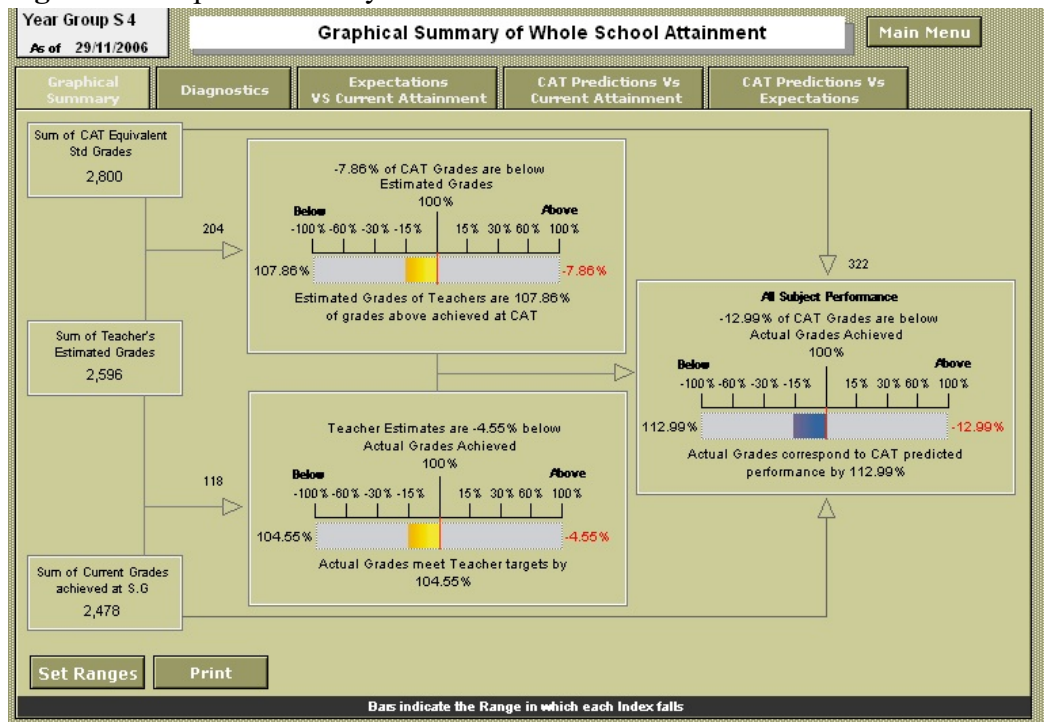 Year Group S 4
As of 29/11/2006
Graphical Summary of Whole School Attainment
Main Menu
Graphical
Summary
Diagnostics
Expectations
VS Current Attainment
CAT Predictions Vs
Current Attainment
CAT Predictions Vs
Expectations
Sum of CAT Equivalent
Std Grades
2,800
204
-7.86% of CAT Grades are below
Estimated Grades
100%
Below Above
-100% -60% -30% -15% 15% 30% 60% 100%
107.86% -7.86%
Estimated Grades of Teachers are 107.86%
of grades above achieved at CAT
322
Sum of Teacher's
Estimated Grades
2,596
All Subject Performance
-12.99% of CAT Grades are below
Actual Grades Achieved
100%
Below Above
-100% -60% -30% -15% 15% 30% 60% 100%
112.99% -12.99%
Actual Grades correspond to CAT predicted
performance by 112.99%
118
Teacher Estimates are -4.55% below
Actual Grades Achieved
100%
Below Above
-100% -60% -30% -15% 15% 30% 60% 100%
104.55% -4.55%
Actual Grades meet Teacher targets by
104.55%
Sum of Current Grades
achieved at S.G
2,478
Set Ranges
Print
Bars indicate the Range in which each Index falls